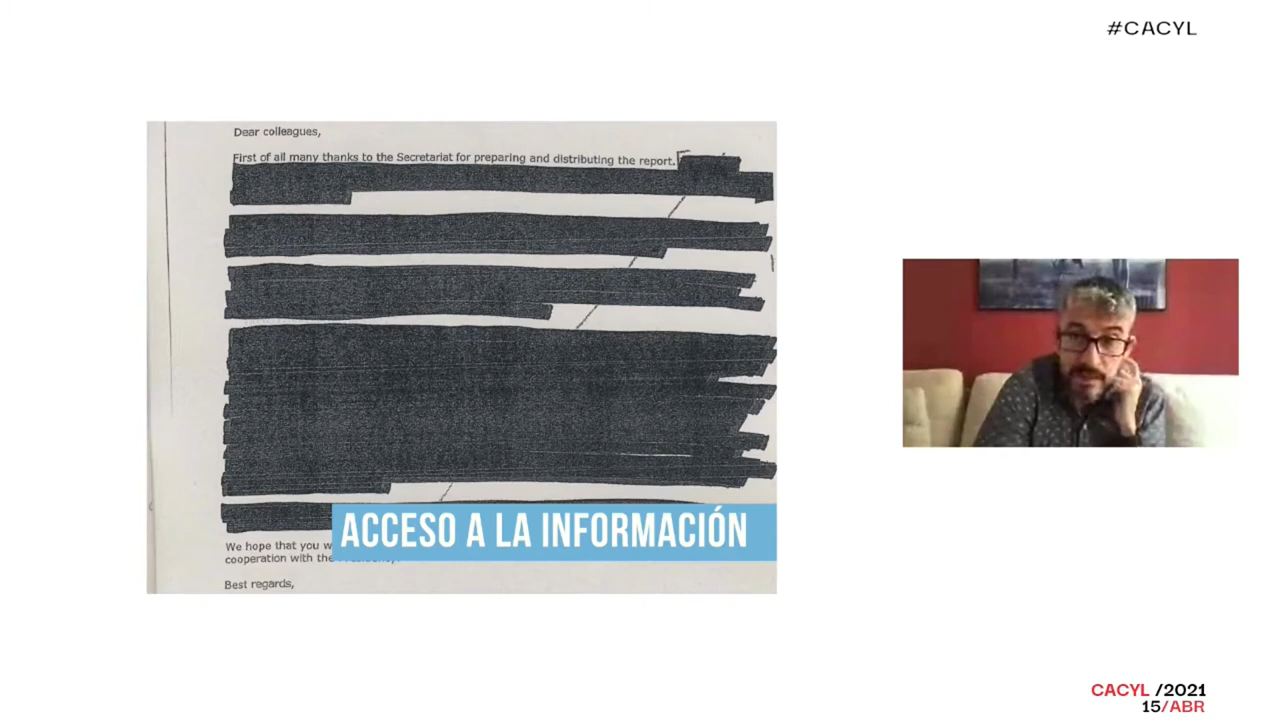 #CACYL
Dear colleagues,
First of all many thanks to the Secretariat for preparing and distributing the report.
ACCESO A LA INFORMACIÓN
We hope that you w
cooperation with the
Best regards,
CACYL /2021
15/ABR